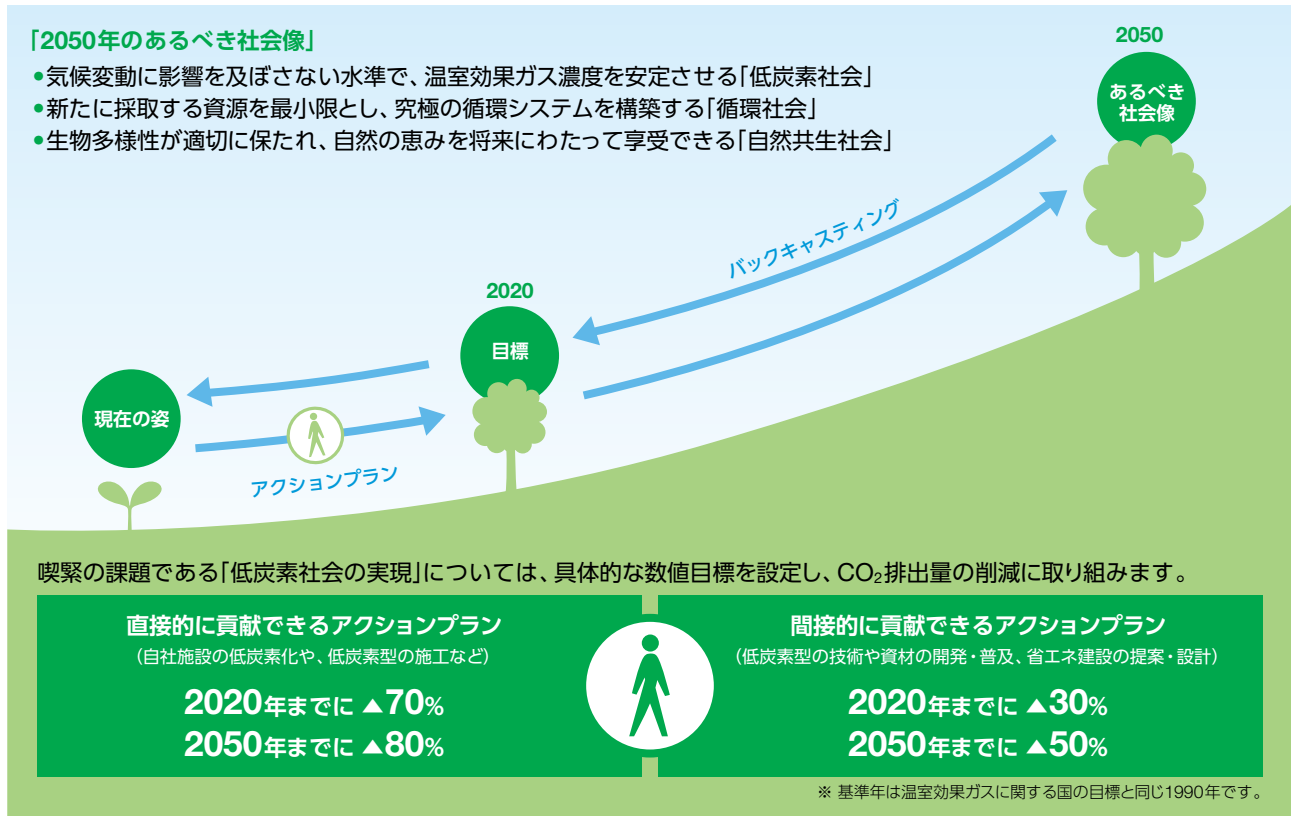 「2050年のあるべき社会像」
●気候変動に影響を及ぼさない水準で、温室効果ガス濃度を安定させる「低炭素社会」
●新たに採取する資源を最小限とし、究極の循環システムを構築する「循環社会」
●生物多様性が適切に保たれ、自然の恵みを将来にわたって享受できる「自然共生社会」
2050
あるべき
社会像
バックキャスティング
2020
目標
現在の姿
アクションプラン
喫緊の課題である「低炭素社会の実現」については、具体的な数値目標を設定し、CO₂排出量の削減に取り組みます。
直接的に貢献できるアクションプラン
（自社施設の低炭素化や、低炭素型の施工など）
2020年までに ▲70%
2050年までに ▲80%
間接的に貢献できるアクションプラン
（低炭素型の技術や資材の開発・普及、省エネ建設の提案・設計）
2020年までに ▲30%
2050年までに ▲50%
※ 基準年は温室効果ガスに関する国の目標と同じ1990年です。